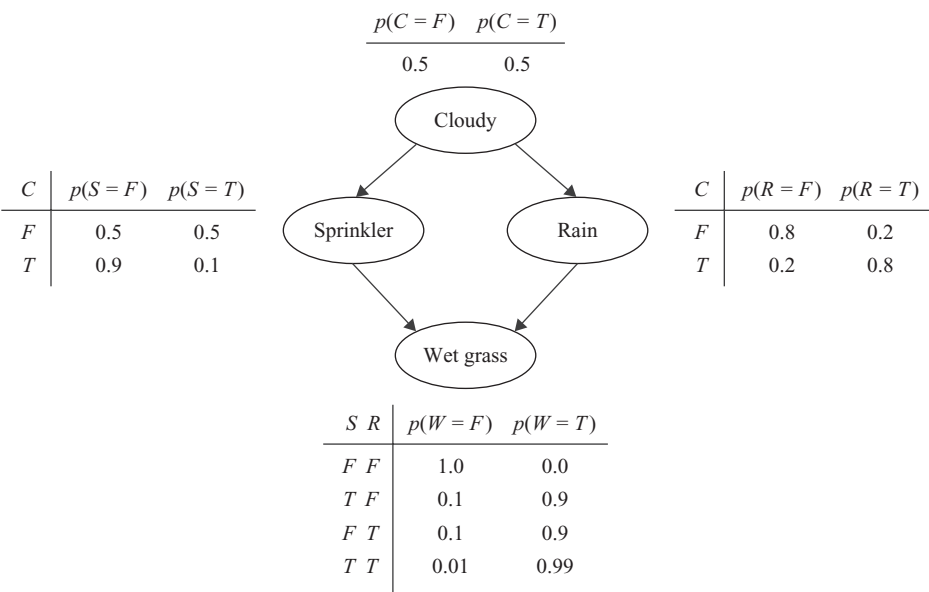 p(C = F) p(C = T)
0.5 0.5
Cloudy
C p(S = F) p(S = T)
F 0.5 0.5
T 0.9 0.1
Sprinkler
Rain
C p(R = F) p(R = T)
F 0.8 0.2
T 0.2 0.8
Wet grass
S R p(W = F) p(W = T)
F F 1.0 0.0
T F 0.1 0.9
F T 0.1 0.9
T T 0.01 0.99